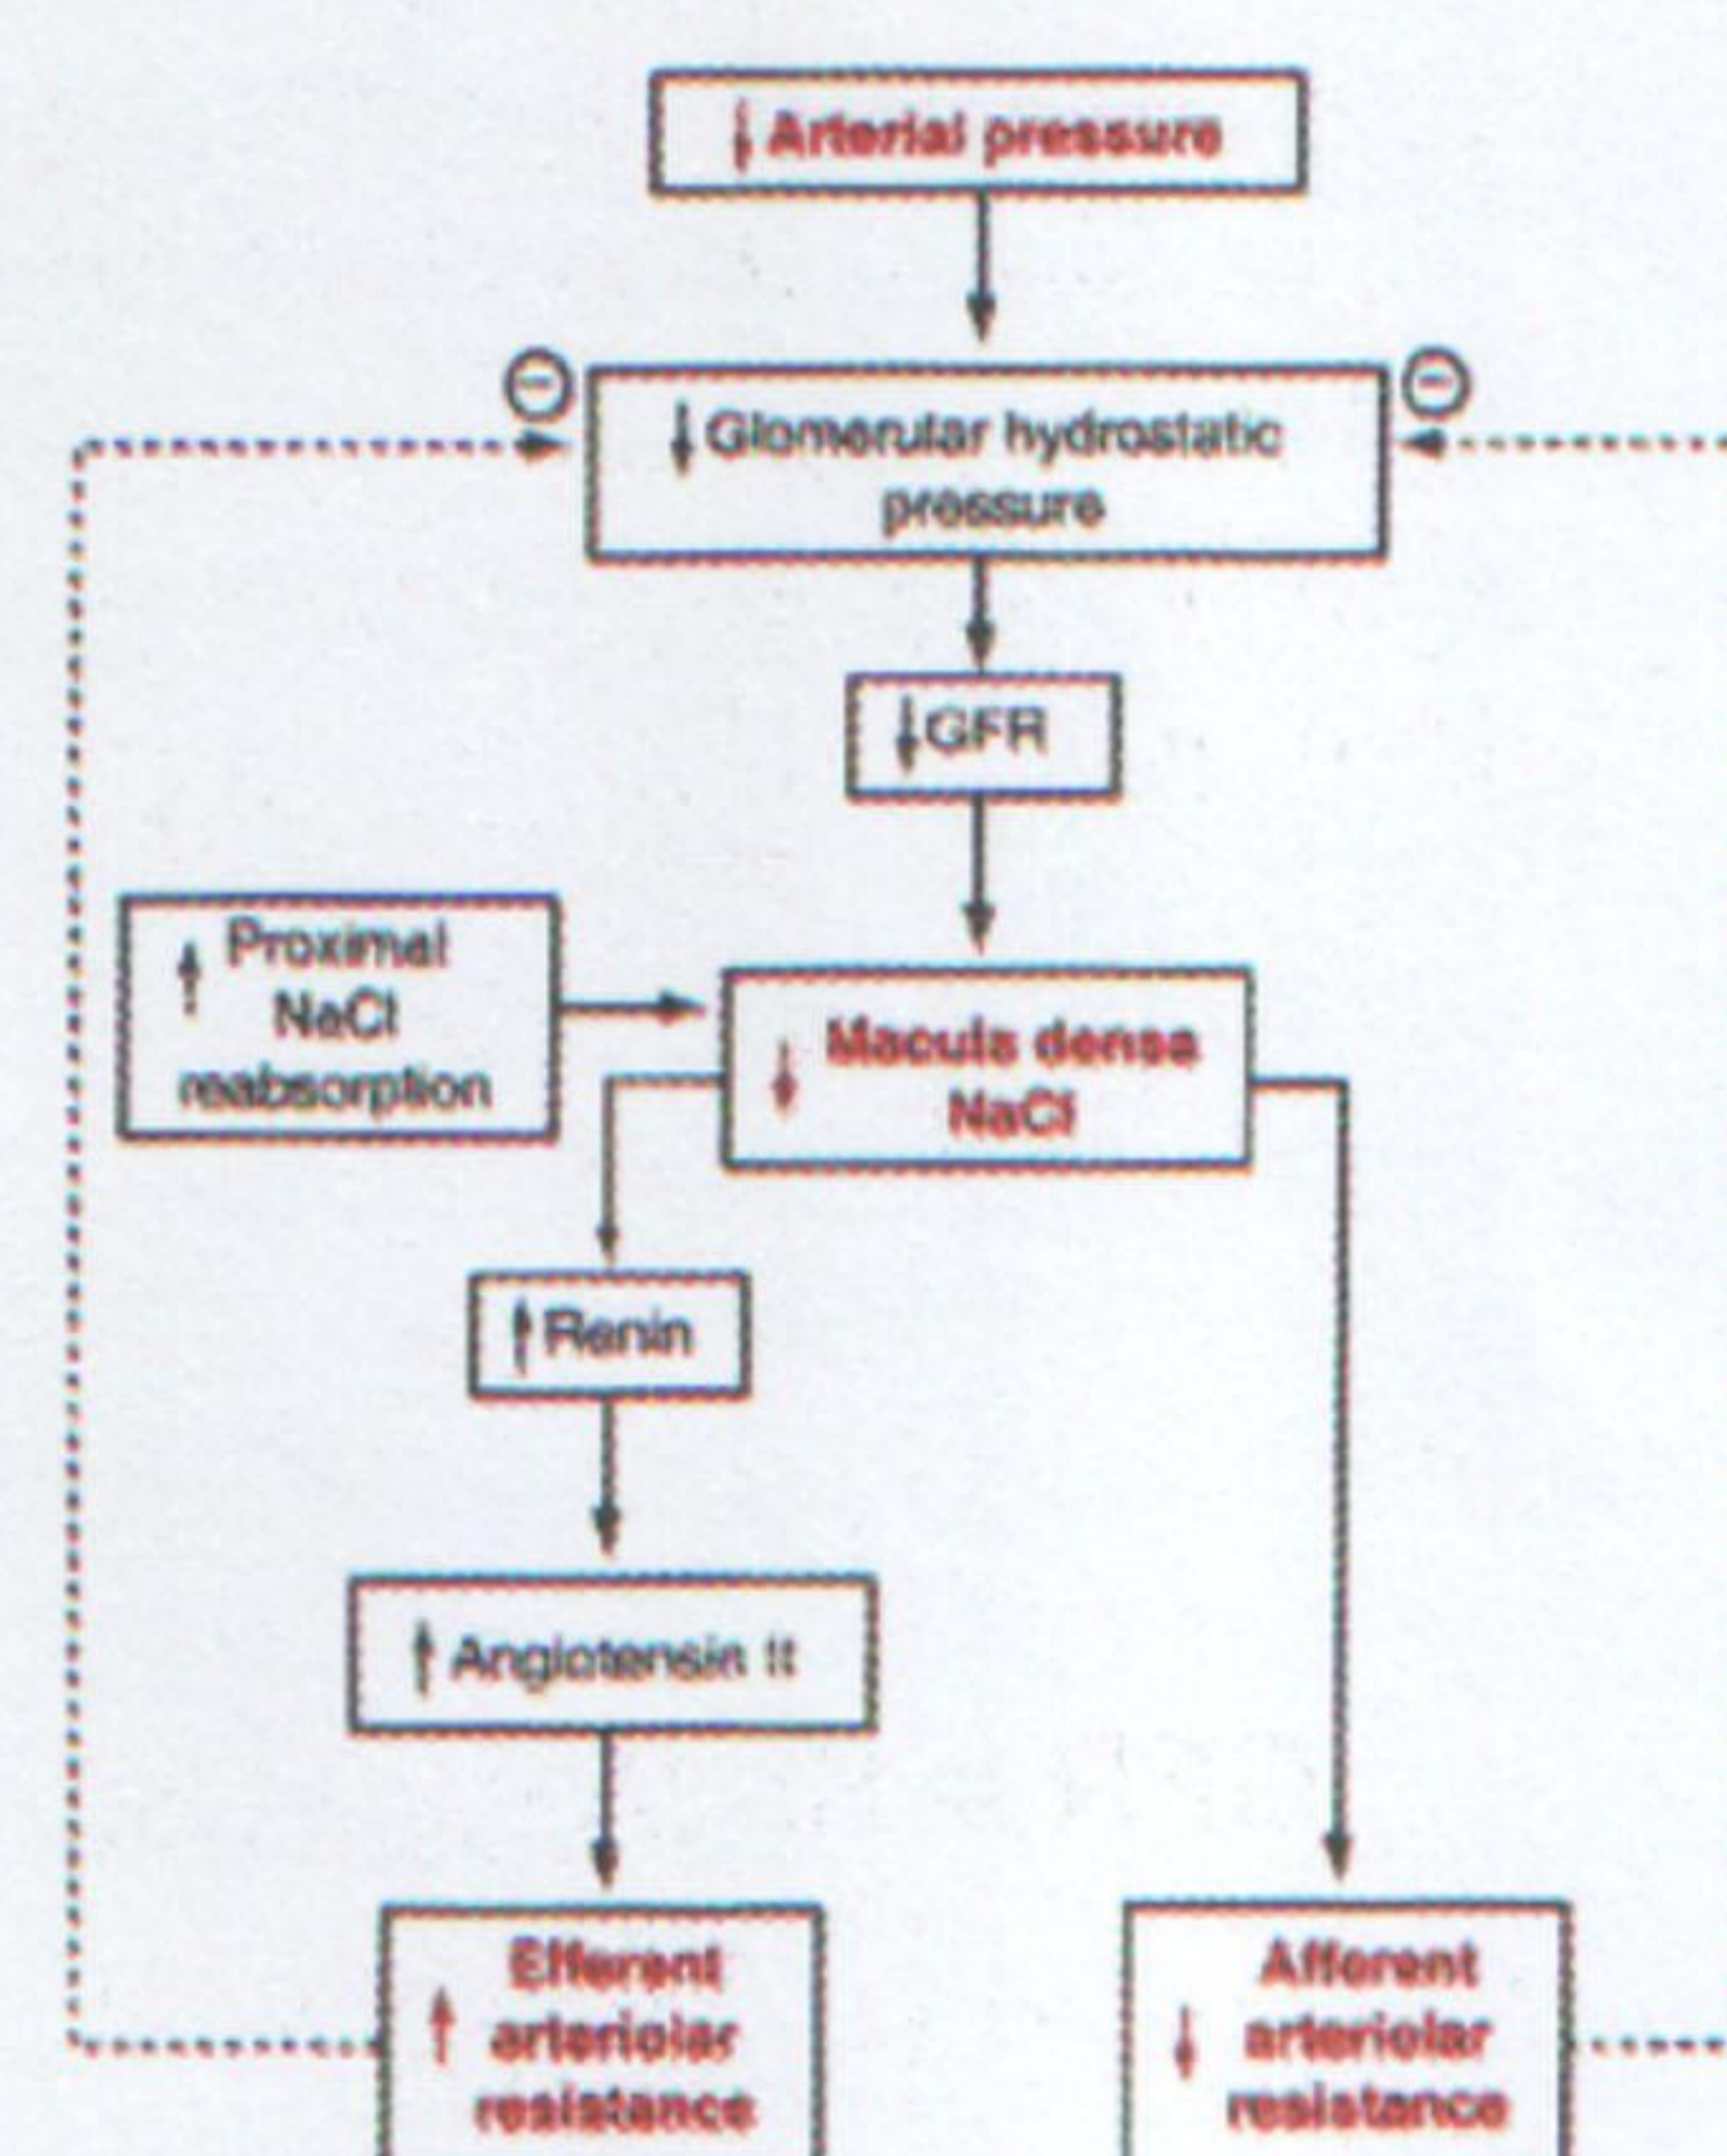 ↓ Arterial pressure
↓ Glomerular hydrostatic
pressure
↓ GFR
↑ Proximal
NaCl
reabsorption
↓ Macula densa
NaCl
↑ Renin
↑ Angiotensin II
Efferent
↑ arteriolar
resistance
Afferent
↓ arteriolar
resistance